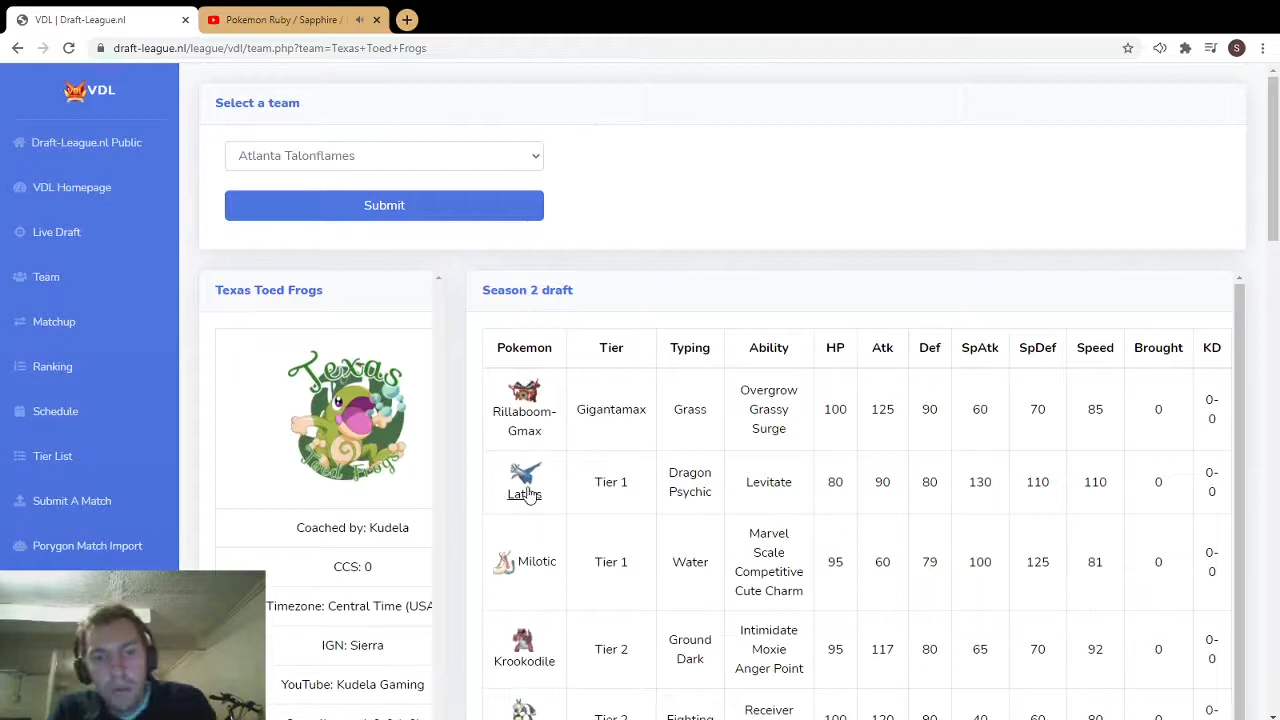 VDL | Draft-League.nl
Pokemon Ruby / Sapphire /
draft-league.nl/league/vdl/team.php?team=Texas+Toed+Frogs
S
VDL
Draft-League.nl Public
VDL Homepage
Live Draft
Team
Matchup
Ranking
Schedule
Tier List
Submit A Match
Porygon Match Import
Select a team
Atlanta Talonflames
Submit
Texas Toed Frogs
Texas
Toed Frogs
Coached by: Kudela
CCS: 0
Timezone: Central Time (USA
IGN: Sierra
YouTube: Kudela Gaming
Season 2 draft
Pokemon Tier Typing Ability HP Atk Def SpAtk SpDef Speed Brought KD
Rillaboom-
Gmax
Gigantamax
Grass
Overgrow
Grassy
Surge
100 125 90 60 70 85 0
0-
0
Tier 1
Dragon
Psychic
Levitate
80 90 80 130 110 110 0
0-
0
Milotic
Tier 1
Water
Marvel
Scale
Competitive
Cute Charm
95 60 79 100 125 81 0
0-
0
Krookodile
Tier 2
Ground
Dark
Intimidate
Moxie
Anger Point
95 117 80 65 70 92 0
0-
0
Receiver